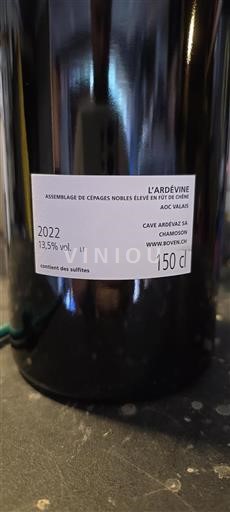 L'ARDÉVINE
ASSEMBLAGE DE CÉPAGES NOBLES ÉLEVÉ EN FÛT DE CHÊNE
AOC VALAIS
2022
CAVE ARDÉVAZ SA
13,5% vol.
CHAMOSON
WWW.BOVEN.CH
VINIOU
150 cl
contient des sulfites